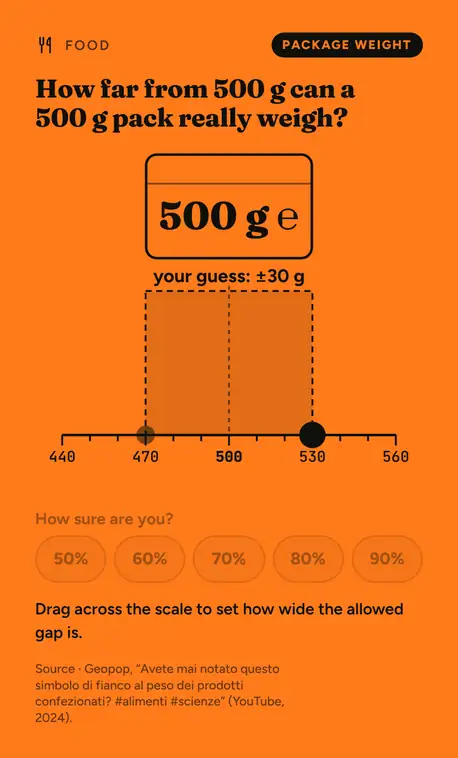 FOOD
PACKAGE WEIGHT
How far from 500 g can a
500 g pack really weigh?
500 g ℮
your guess: ±30 g
440 470 500 530 560
How sure are you?
50% 60% 70% 80% 90%
Drag across the scale to set how wide the allowed
gap is.
Source · Geopop, “Avete mai notato questo
simbolo di fianco al peso dei prodotti
confezionati? #alimenti #scienze” (YouTube,
2024).